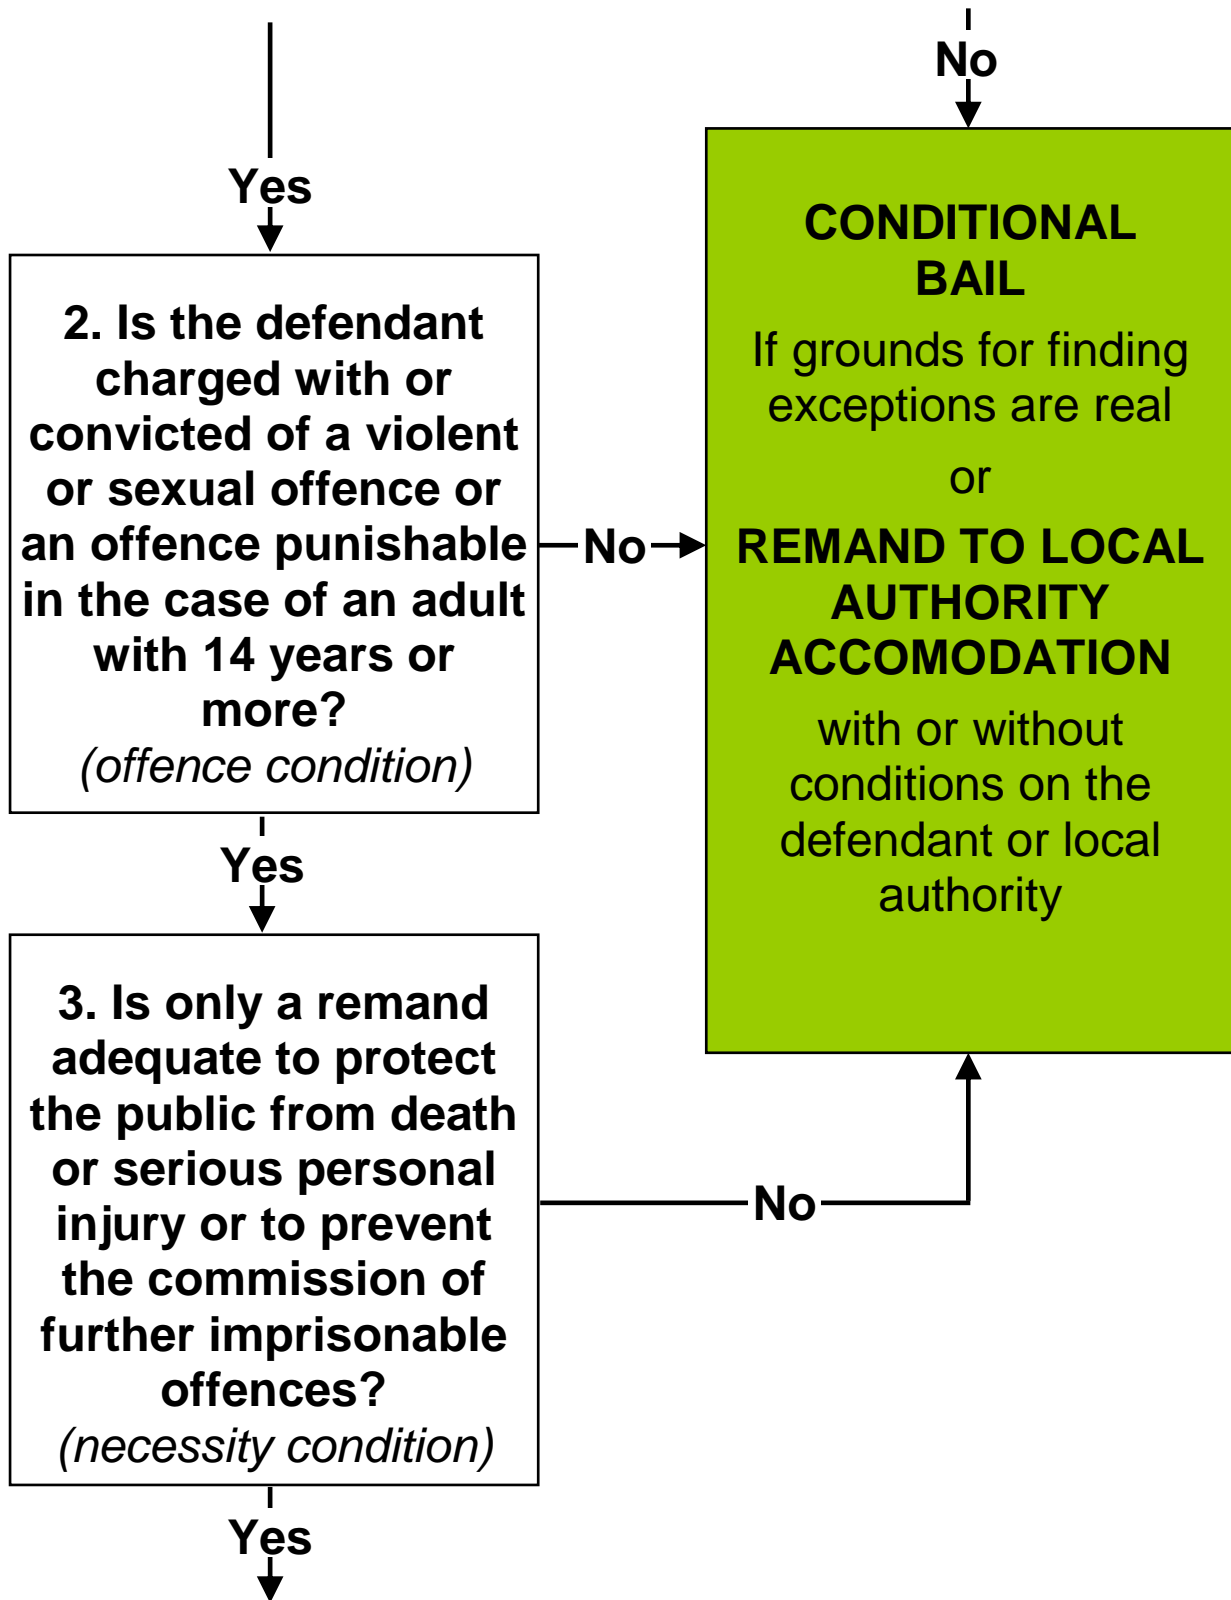 Yes
2. Is the defendant
charged with or
convicted of a violent
or sexual offence or
an offence punishable
in the case of an adult
with 14 years or
more?
(offence condition)
No
Yes
3. Is only a remand
adequate to protect
the public from death
or serious personal
injury or to prevent
the commission of
further imprisonable
offences?
(necessity condition)
No
Yes
No
CONDITIONAL
BAIL
If grounds for finding
exceptions are real
or
REMAND TO LOCAL
AUTHORITY
ACCOMODATION
with or without
conditions on the
defendant or local
authority